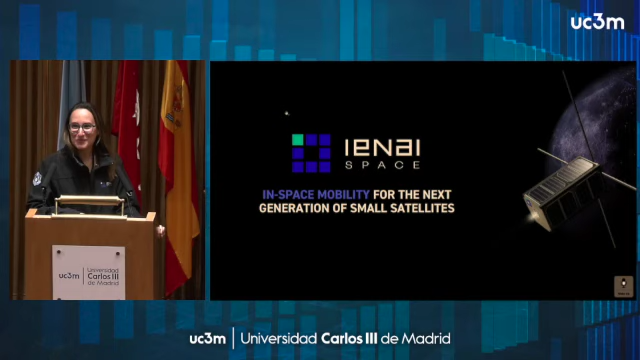 uc3m
IENAI
SPACE
IN-SPACE MOBILITY FOR THE NEXT
GENERATION OF SMALL SATELLITES
uc3m | Universidad
Carlos III
de Madrid
uc3m | Universidad Carlos III de Madrid